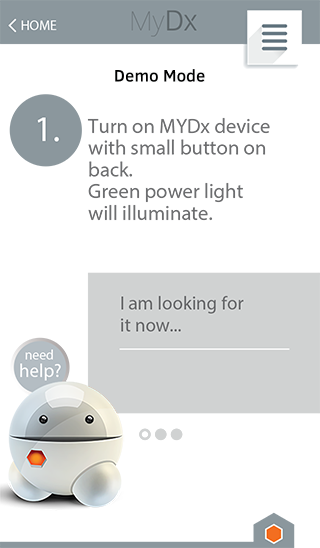 HOME
MyDx
Demo Mode
1.
Turn on MYDx device
with small button on
back.
Green power light
will illuminate.
I am looking for
it now...
need
help?